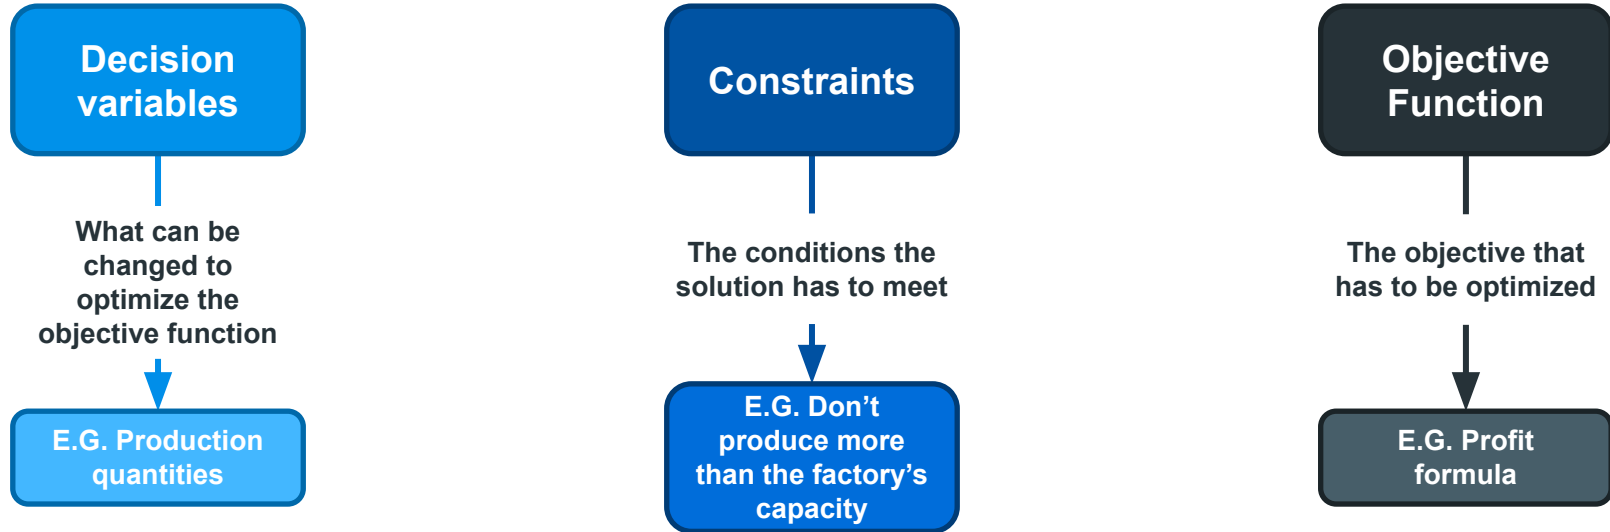 Decision
variables
What can be
changed to
optimize the
objective function
E.G. Production
quantities
Constraints
The conditions the
solution has to meet
E.G. Don’t
produce more
than the factory’s
capacity
Objective
Function
The objective that
has to be optimized
E.G. Profit
formula